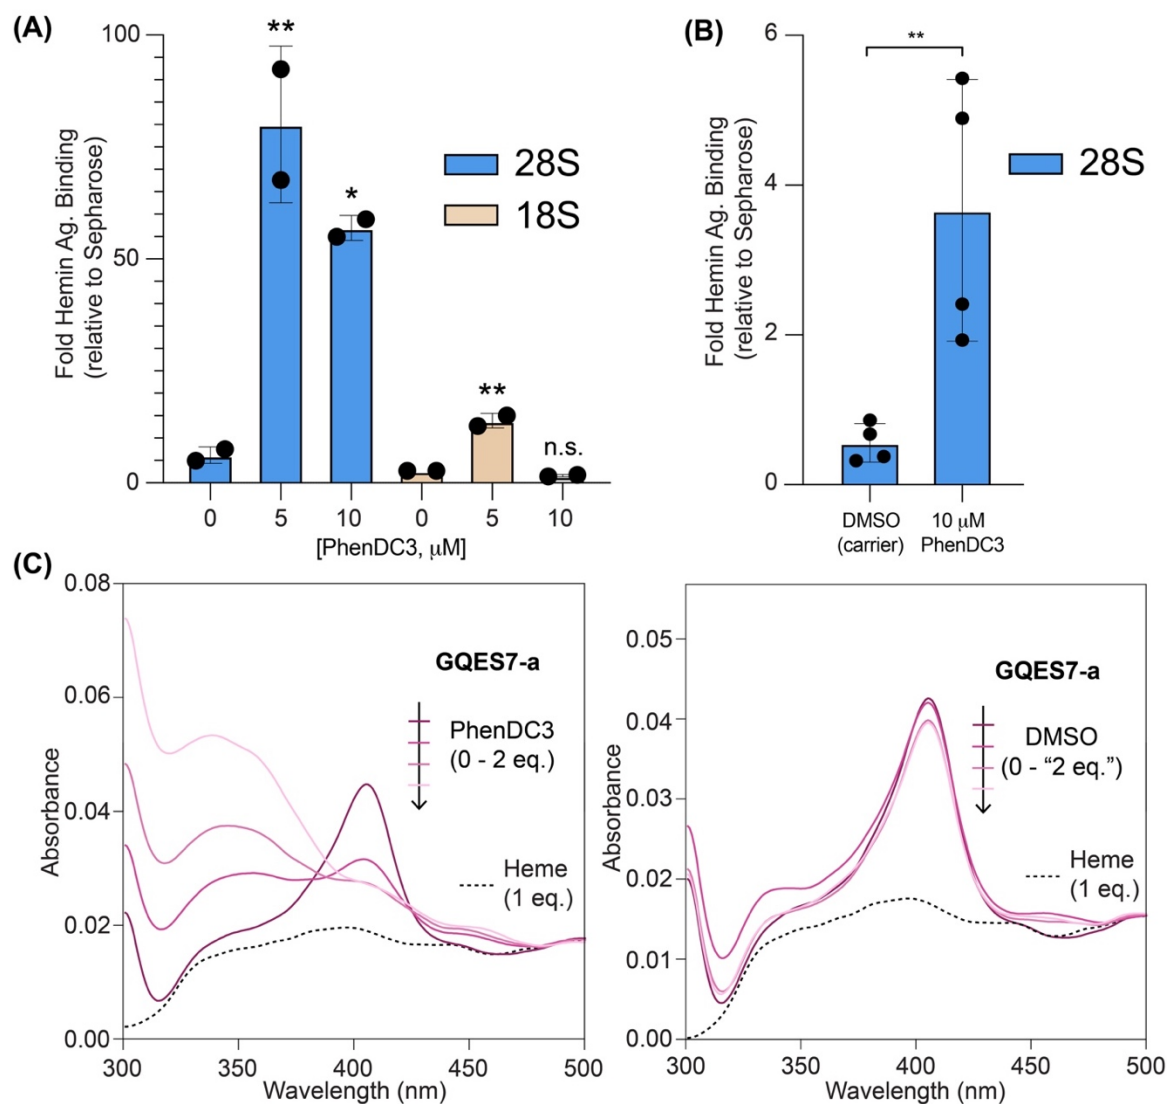 (A)
Fold Hemin Ag. Binding
(relative to Sepharose)
100
50
0
**
*
**
n.s.
28S
18S
0 5 10 0 5 10
[PhenDC3, μM]
(B)
Fold Hemin Ag. Binding
(relative to Sepharose)
6
4
2
0
**
28S
DMSO
(carrier)
10 μM
PhenDC3
(C)
Absorbance
0.08
0.06
0.04
0.02
0.00
GQES7-a
PhenDC3
(0 - 2 eq.)
Heme
(1 eq.)
300 350 400 450 500
Wavelength (nm)
Absorbance
0.05
0.04
0.03
0.02
0.01
0.00
GQES7-a
DMSO
(0 - “2 eq.”)
Heme
(1 eq.)
300 350 400 450 500
Wavelength (nm)